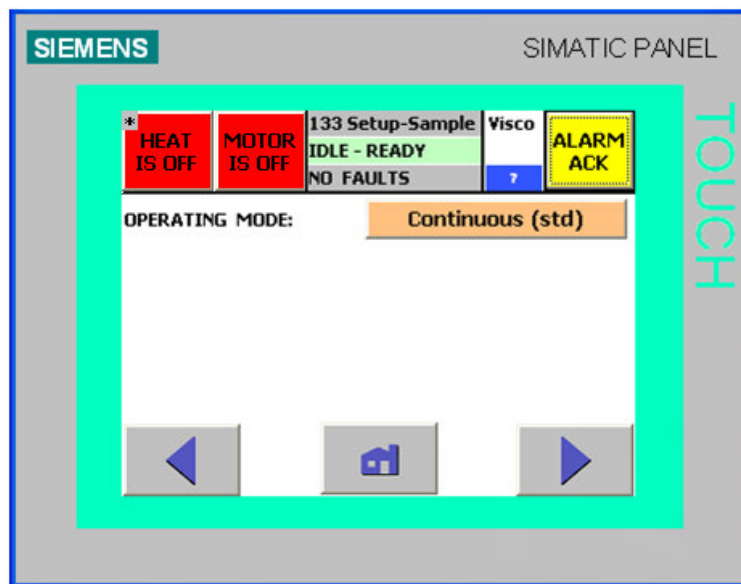 SIEMENS
SIMATIC PANEL
TOUCH
*
HEAT
IS OFF
MOTOR
IS OFF
133 Setup-Sample
IDLE - READY
NO FAULTS
Visco
?
ALARM
ACK
OPERATING MODE:
Continuous (std)